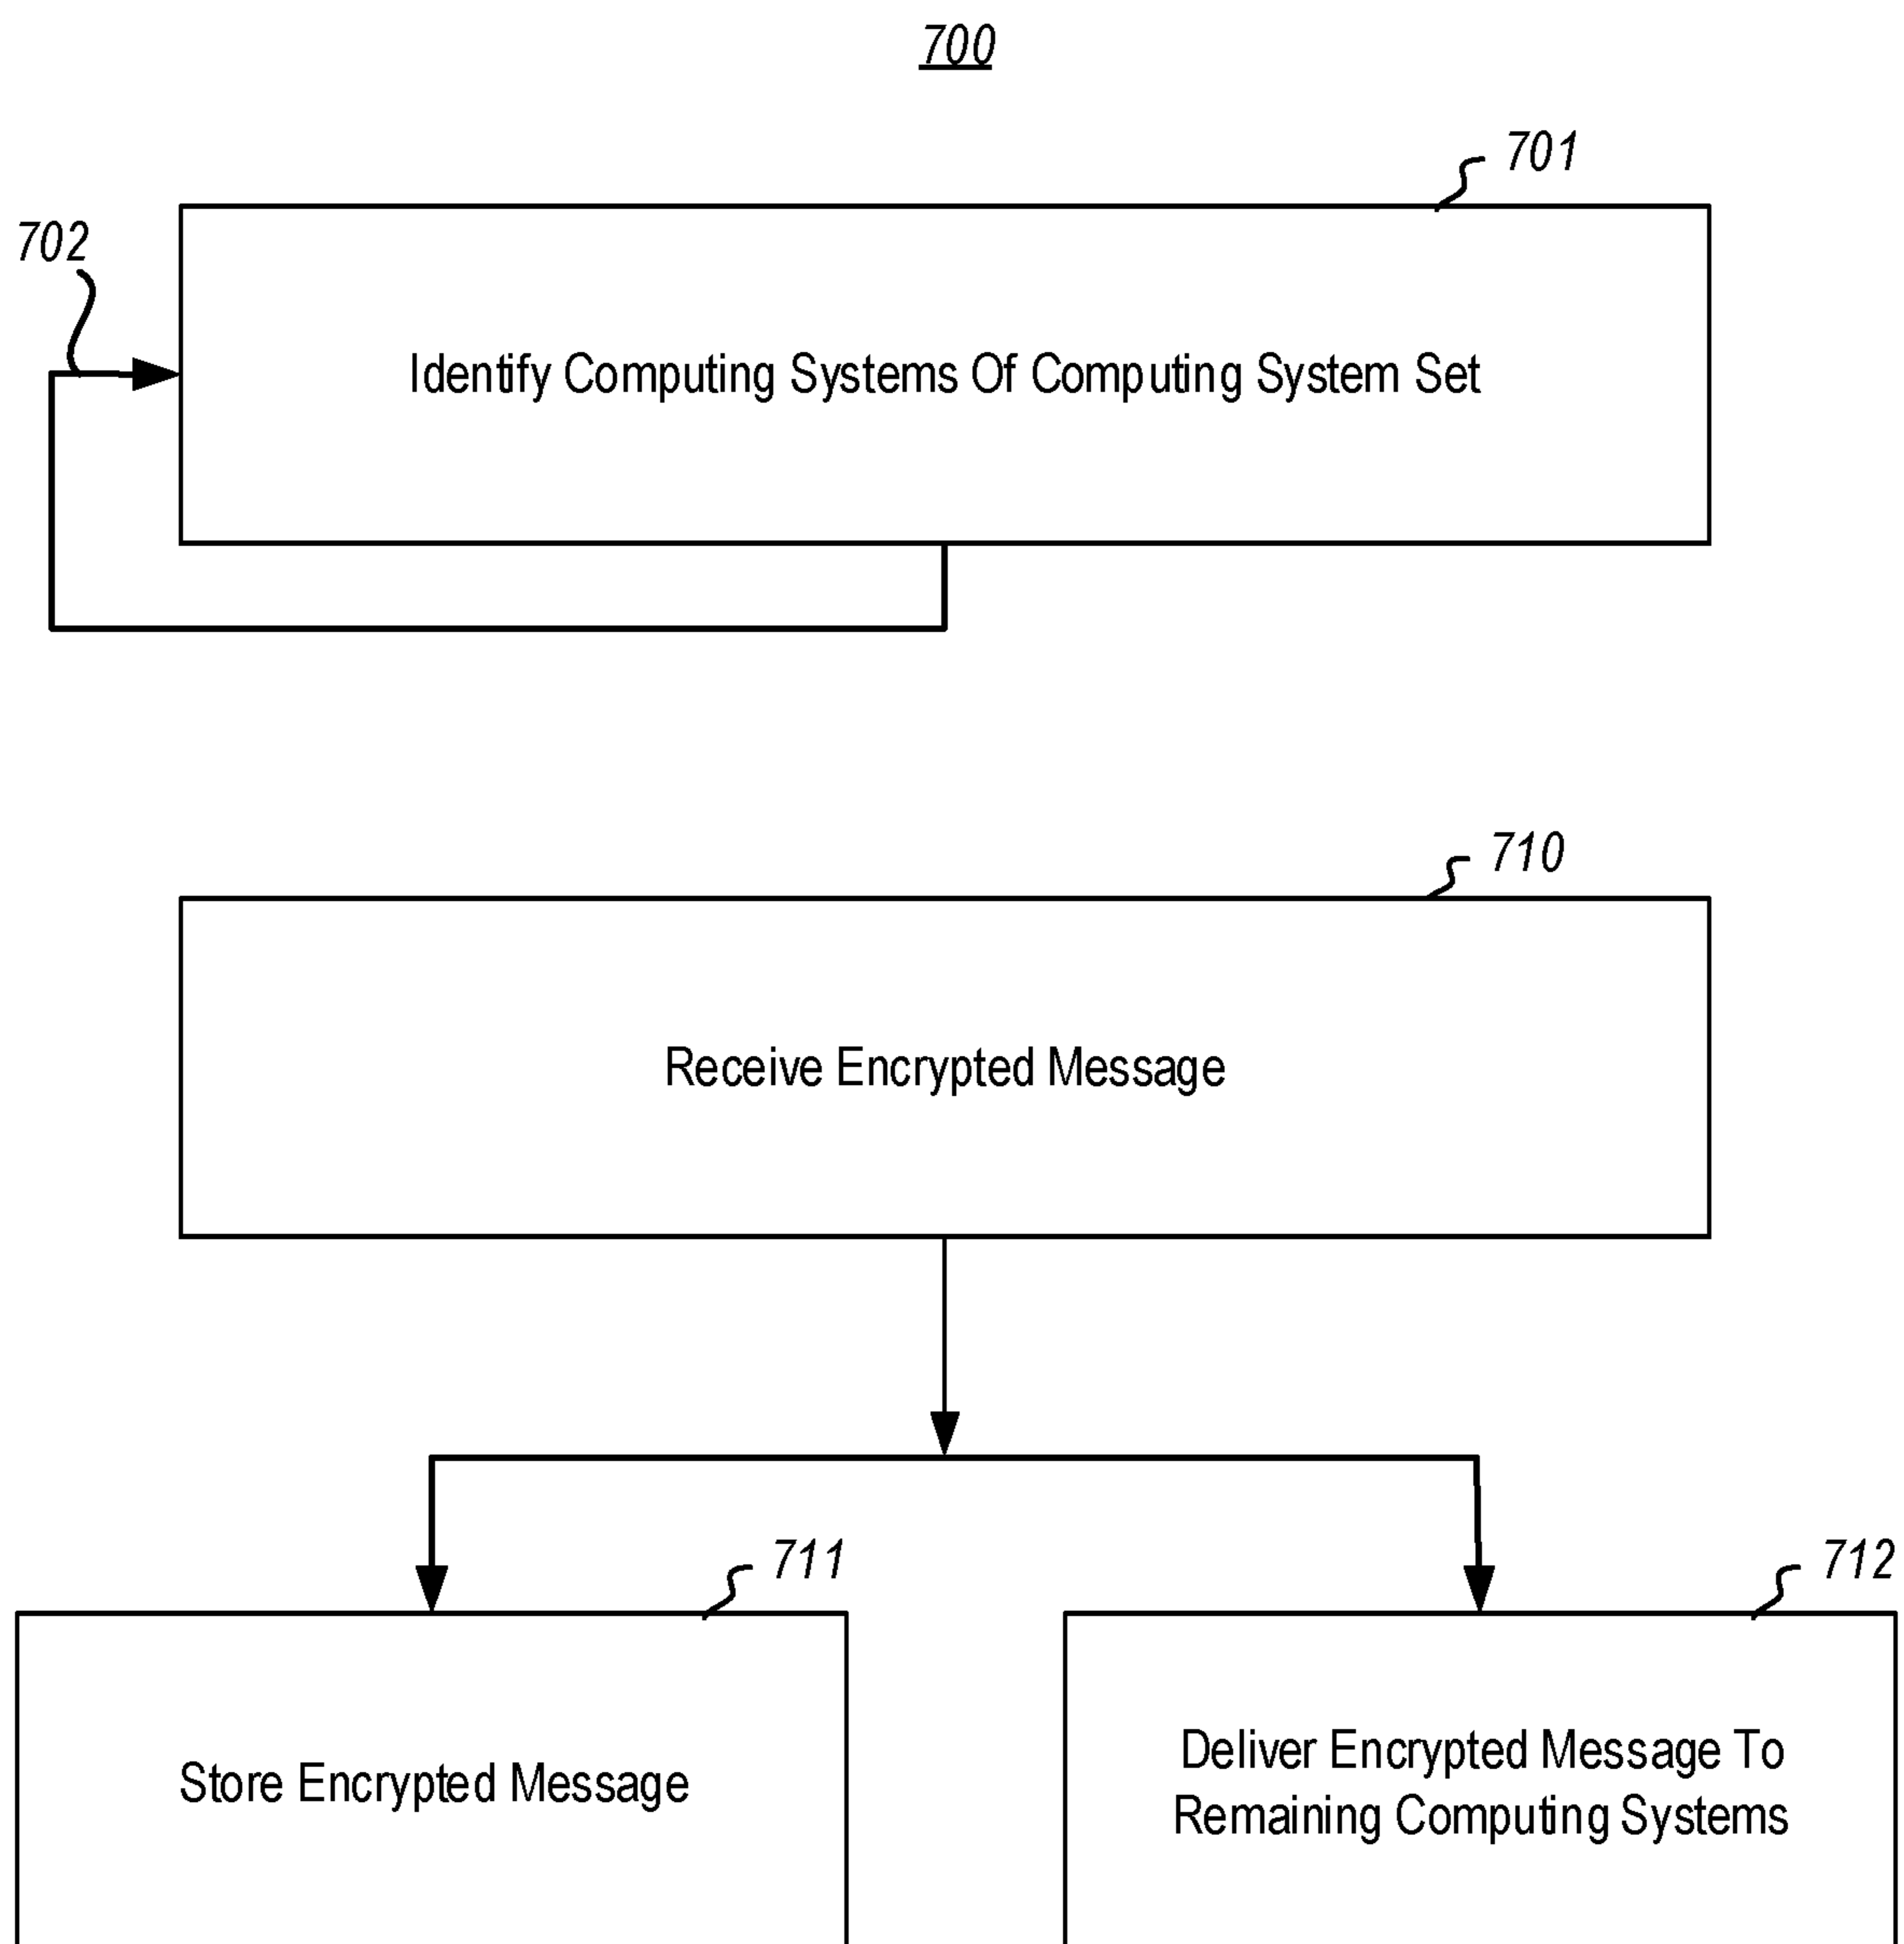 700
701
702
Identify Computing Systems Of Computing System Set
710
Receive Encrypted Message
711
712
Store Encrypted Message
Deliver Encrypted Message To
Remaining Computing Systems